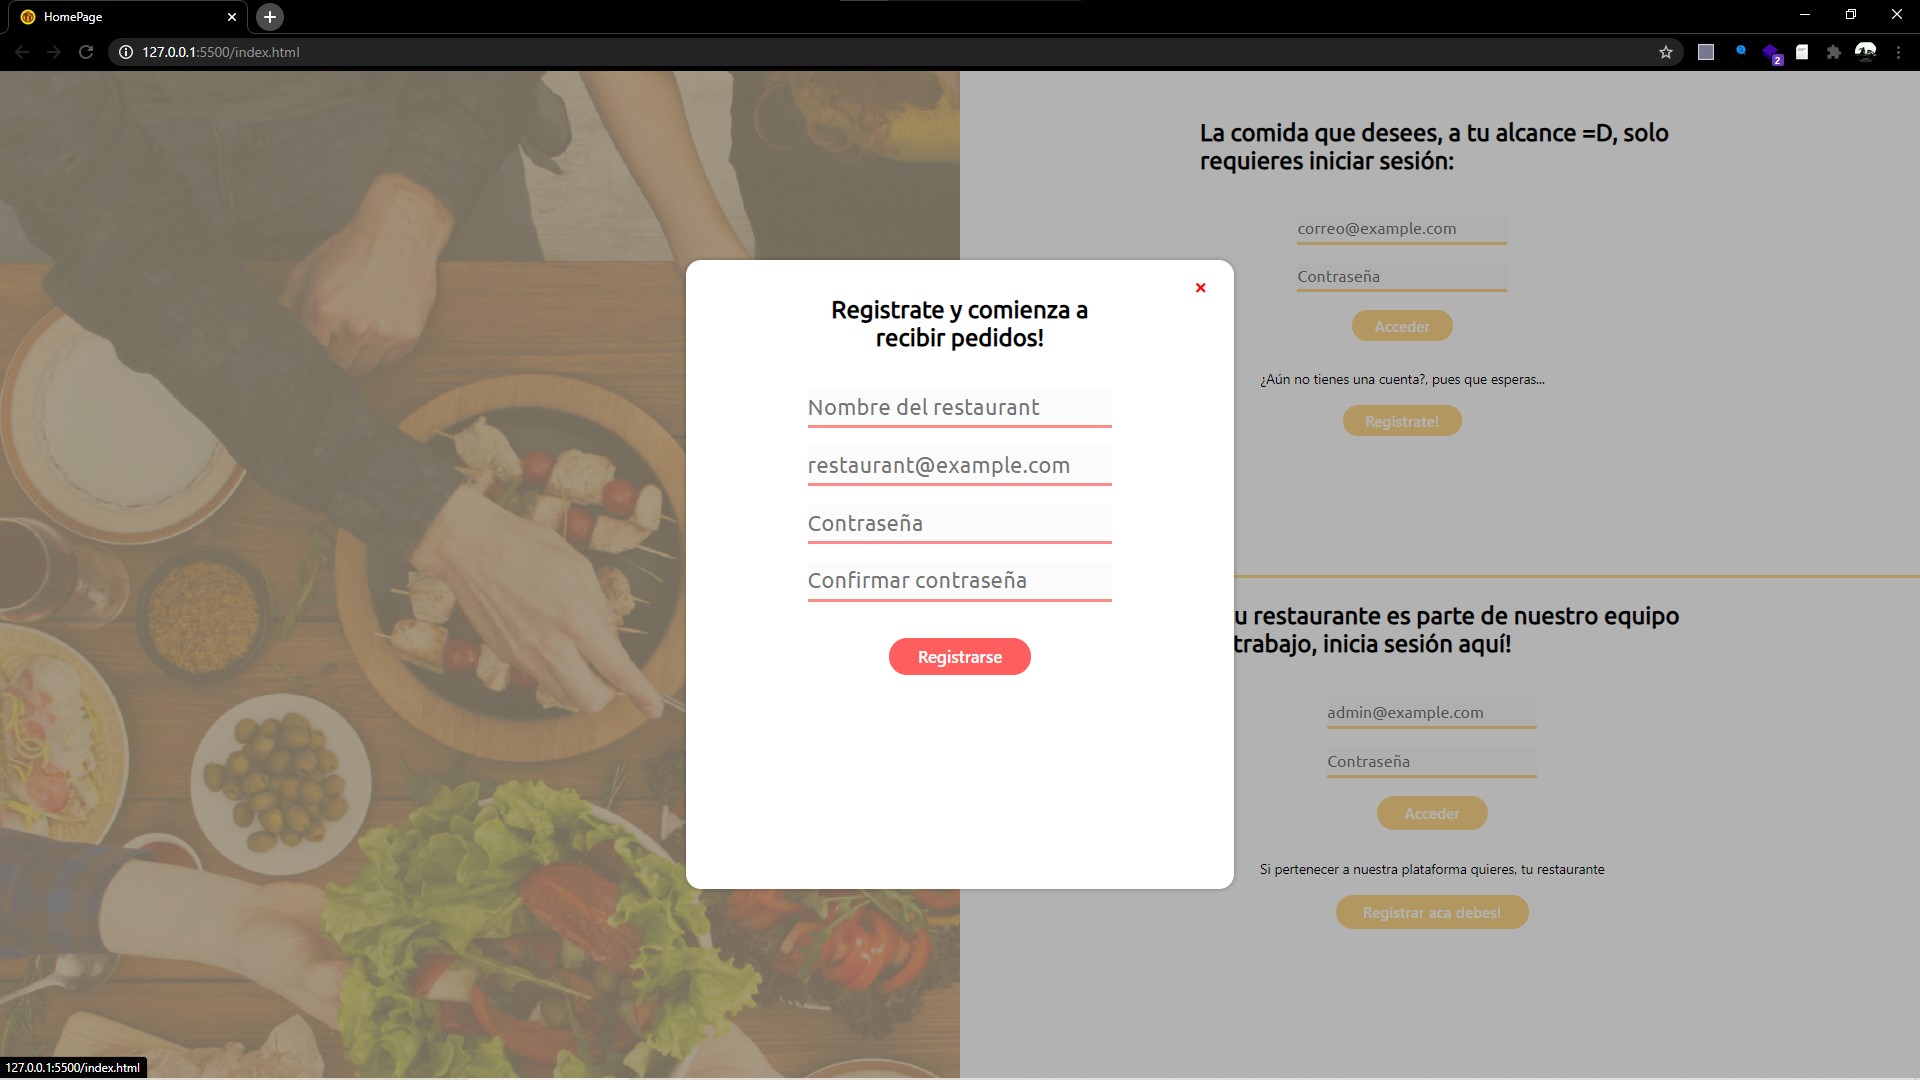 HomePage
127.0.0.1:5500/index.html
2
La comida que desees, a tu alcance =D, solo
requieres iniciar sesión:
correo@example.com
Contraseña
Acceder
¿Aún no tienes una cuenta?, pues que esperas...
Registrate!
Registrate y comienza a
recibir pedidos!
Nombre del restaurant
restaurant@example.com
Contraseña
Confirmar contraseña
Registrarse
u restaurante es parte de nuestro equipo
trabajo, inicia sesión aquí!
admin@example.com
Contraseña
Acceder
Si pertenecer a nuestra plataforma quieres, tu restaurante
Registrar aca debes!
127.0.0.1:5500/index.html